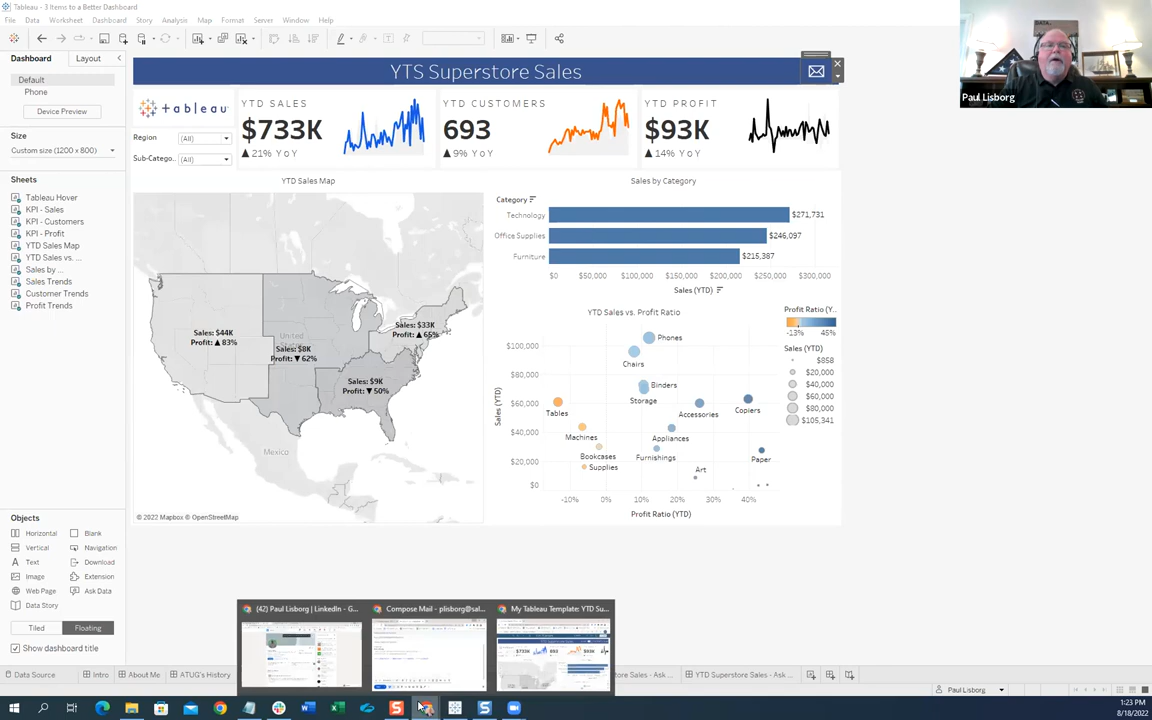 Tableau - 3 Items to a Better Dashboard
File Data Worksheet Dashboard Story Analysis Map Format Server Window Help
Dashboard Layout
Default
Phone
Device Preview
Size
Custom size (1200 x 800)
Sheets
Tableau Hover
KPI - Sales
KPI - Customers
KPI - Profit
YTD Sales Map
YTD Sales vs. ...
Sales by ...
Sales Trends
Customer Trends
Profit Trends
Objects
Horizontal Blank
Vertical Navigation
Text Download
Image Extension
Web Page Ask Data
Data Story
Tiled Floating
Show dashboard title
YTS Superstore Sales
tableau
Region (All)
Sub-Catego.. (All)
YTD SALES
$733K
▲ 21% YoY
YTD CUSTOMERS
693
▲ 9% YoY
YTD PROFIT
$93K
▲ 14% YoY
YTD Sales Map
Sales: $44K
Profit: ▲ 83%
United States
Sales: $8K
Profit: ▼ 62%
Sales: $33K
Profit: ▲ 65%
Sales: $9K
Profit: ▼ 50%
Mexico
© 2022 Mapbox © OpenStreetMap
Sales by Category
Category
Technology $271,731
Office Supplies $246,097
Furniture $215,387
$0 $50,000 $100,000 $150,000 $200,000 $250,000 $300,000
Sales (YTD)
YTD Sales vs. Profit Ratio
Sales (YTD)
$100,000
$80,000
$60,000
$40,000
$20,000
$0
Phones
Chairs
Binders
Storage
Tables
Accessories
Copiers
Machines
Appliances
Bookcases
Furnishings
Paper
Supplies
Art
-10% 0% 10% 20% 30% 40%
Profit Ratio (YTD)
Profit Ratio (Y..
-13% 45%
Sales (YTD)
$858
$20,000
$40,000
$60,000
$80,000
$105,341
Paul Lisborg
(42) Paul Lisborg | LinkedIn - G...
Compose Mail - plisborg@sal...
My Tableau Template: YTD Su...
Data Source Intro About Me ATUG's History
tore Sales - Ask ... YTD Superstore Sales - Ask ...
Paul Lisborg
1:23 PM
8/18/2022